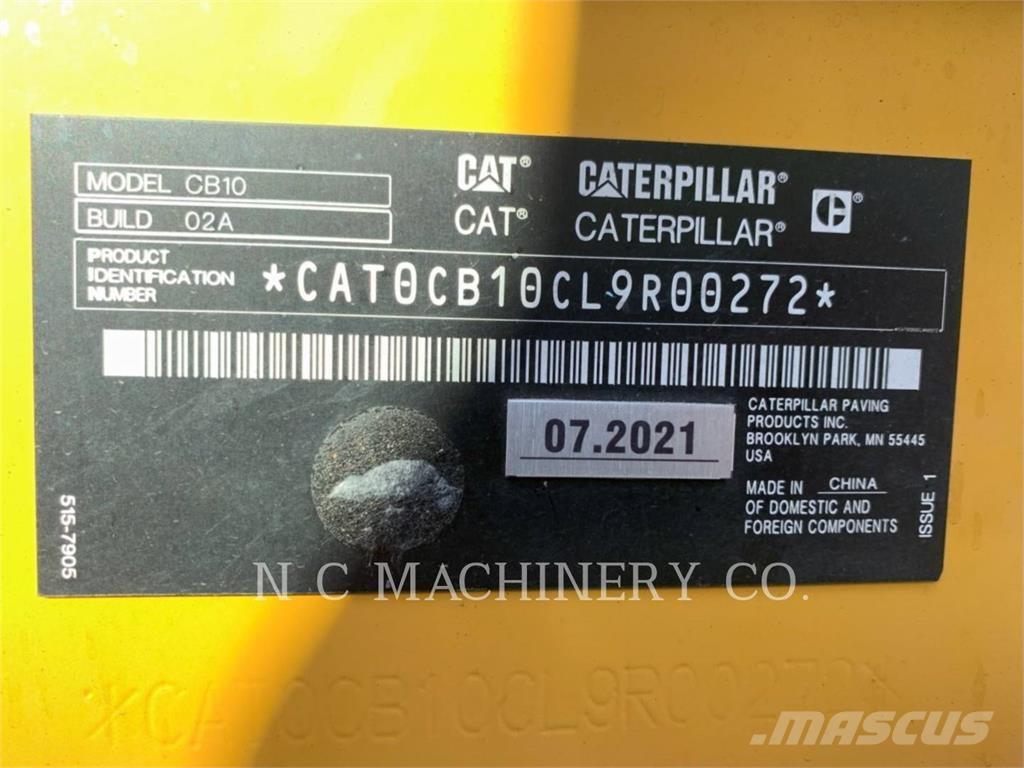 MODEL CB10
BUILD 02A
CAT® CATERPILLAR®
CAT® CATERPILLAR® C®
PRODUCT
IDENTIFICATION
NUMBER
*CAT0CB10CL9R00272*
07.2021
CATERPILLAR PAVING
PRODUCTS INC.
BROOKLYN PARK, MN 55445
USA
MADE IN CHINA
OF DOMESTIC AND
FOREIGN COMPONENTS
ISSUE 1
515-7905
N C MACHINERY CO.
*CAT0CB10CL9R00272*
MASCUS